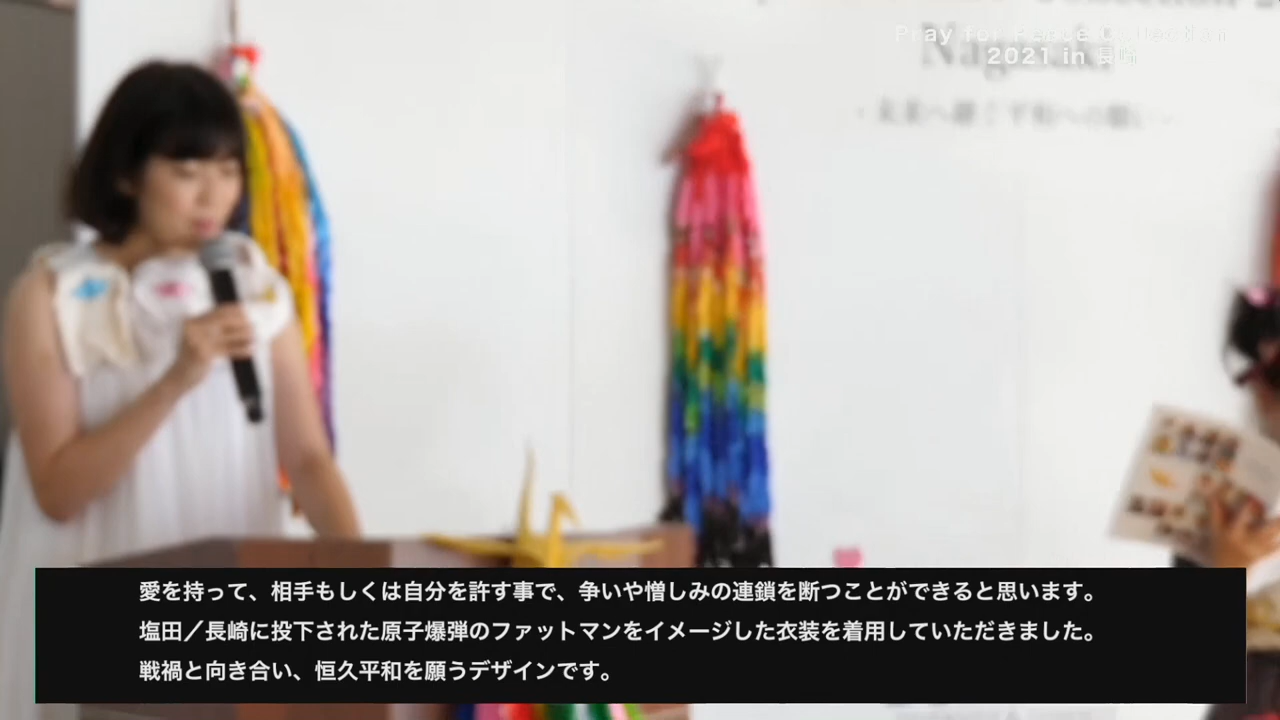 Pray for Peace Collection
2021 in 長崎
Nagasaki
愛を持って、相手もしくは自分を許す事で、争いや憎しみの連鎖を断つことができると思います。
塩田／長崎に投下された原子爆弾のファットマンをイメージした衣装を着用していただきました。
戦禍と向き合い、恒久平和を願うデザインです。